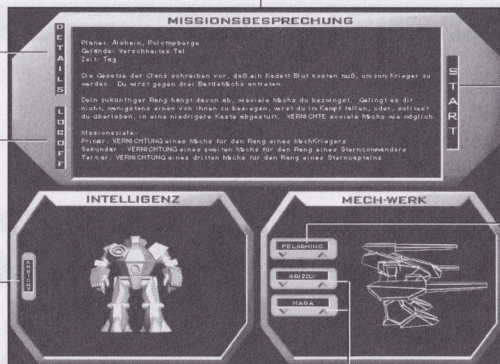 MISSIONSBESPRECHUNG
DETAILS
LOGOFF
START
Planet: Alshain, Polothyberge
Gelände: Verschneites Tal
Zeit: Tag
Die Gesetze der Clans schreiben vor, daß ein Kadett Blut kosten muß, um zum Krieger zu
werden. Du wirst gegen drei BattleMechs antreten.
Dein zukünftiger Rang hängt davon ab, wieviele Mechs du bezwingst. Gelingt es dir
nicht, wenigstens einen von ihnen zu besiegen, wirst du im Kampf fallen, oder, solltest
du überleben, in eine niedrigere Kaste abgestuft. VERNICHTE soviele Mechs wie möglich
Missionsziele:
Primär: VERNICHTUNG eines Mechs für den Rang eines MechKriegers
Sekundär: VERNICHTUNG eines zweiten Mechs für den Rang eines Sterncommanders
Tertiär: VERNICHTUNG eines dritten Mechs für den Rang eines Sterncaptains
INTELLIGENZ
AMBIENT
MECH-WERK
GRIZZLY
NAGA